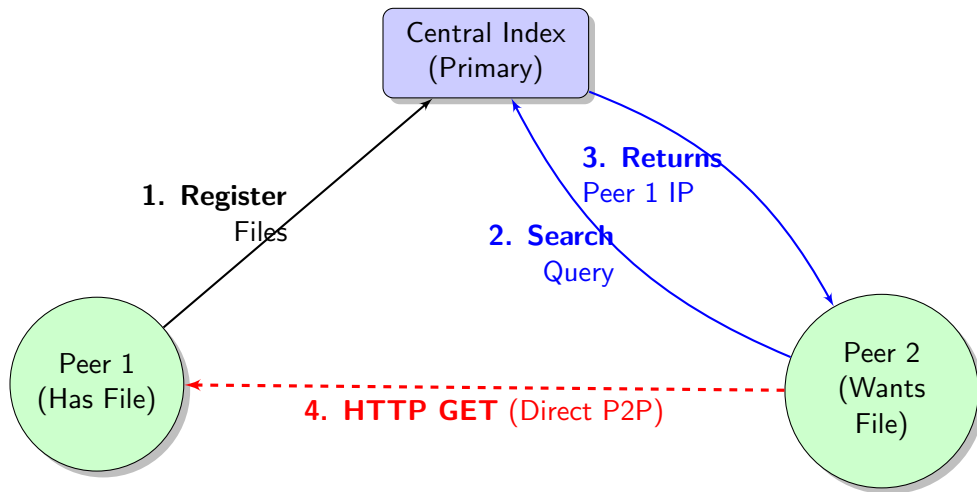 Central Index
(Primary)
3. Returns
Peer 1 IP
1. Register
Files
2. Search
Query
Peer 1
(Has File)
Peer 2
(Wants
File)
4. HTTP GET (Direct P2P)